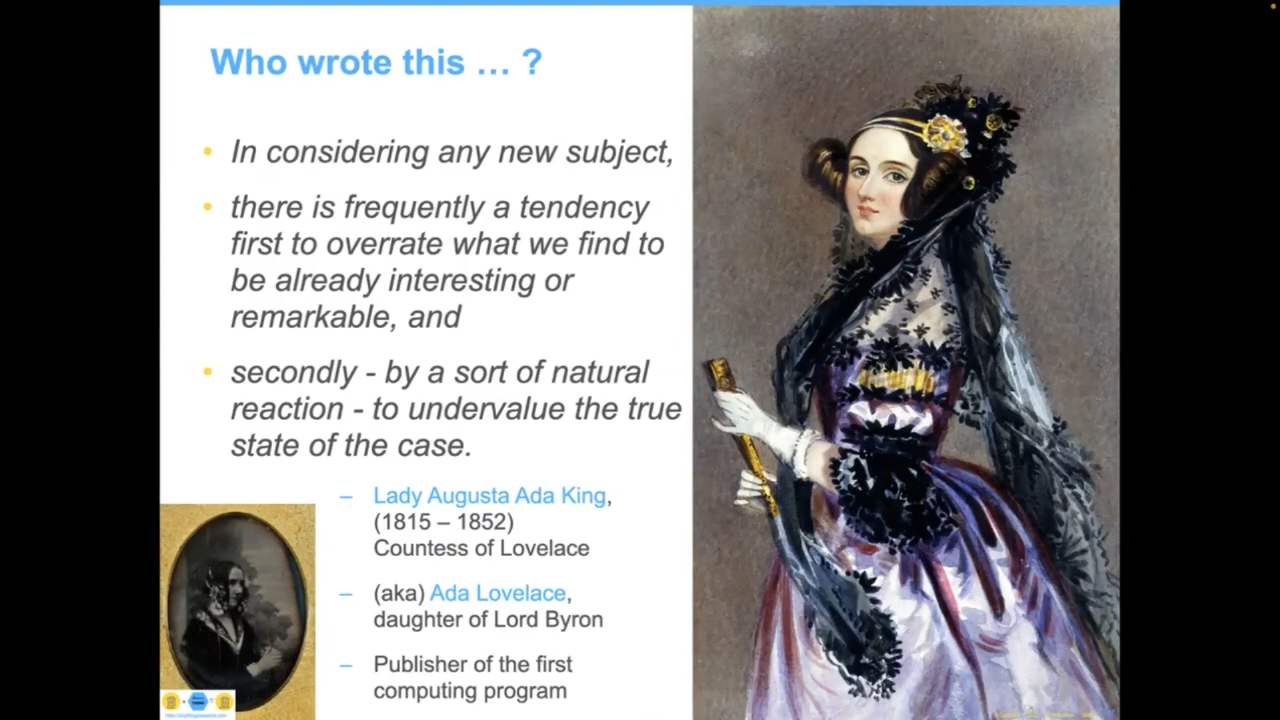 Who wrote this … ?
• In considering any new subject,
• there is frequently a tendency
first to overrate what we find to
be already interesting or
remarkable, and
• secondly - by a sort of natural
reaction - to undervalue the true
state of the case.
– Lady Augusta Ada King,
(1815 – 1852)
Countess of Lovelace
– (aka) Ada Lovelace,
daughter of Lord Byron
– Publisher of the first
computing program